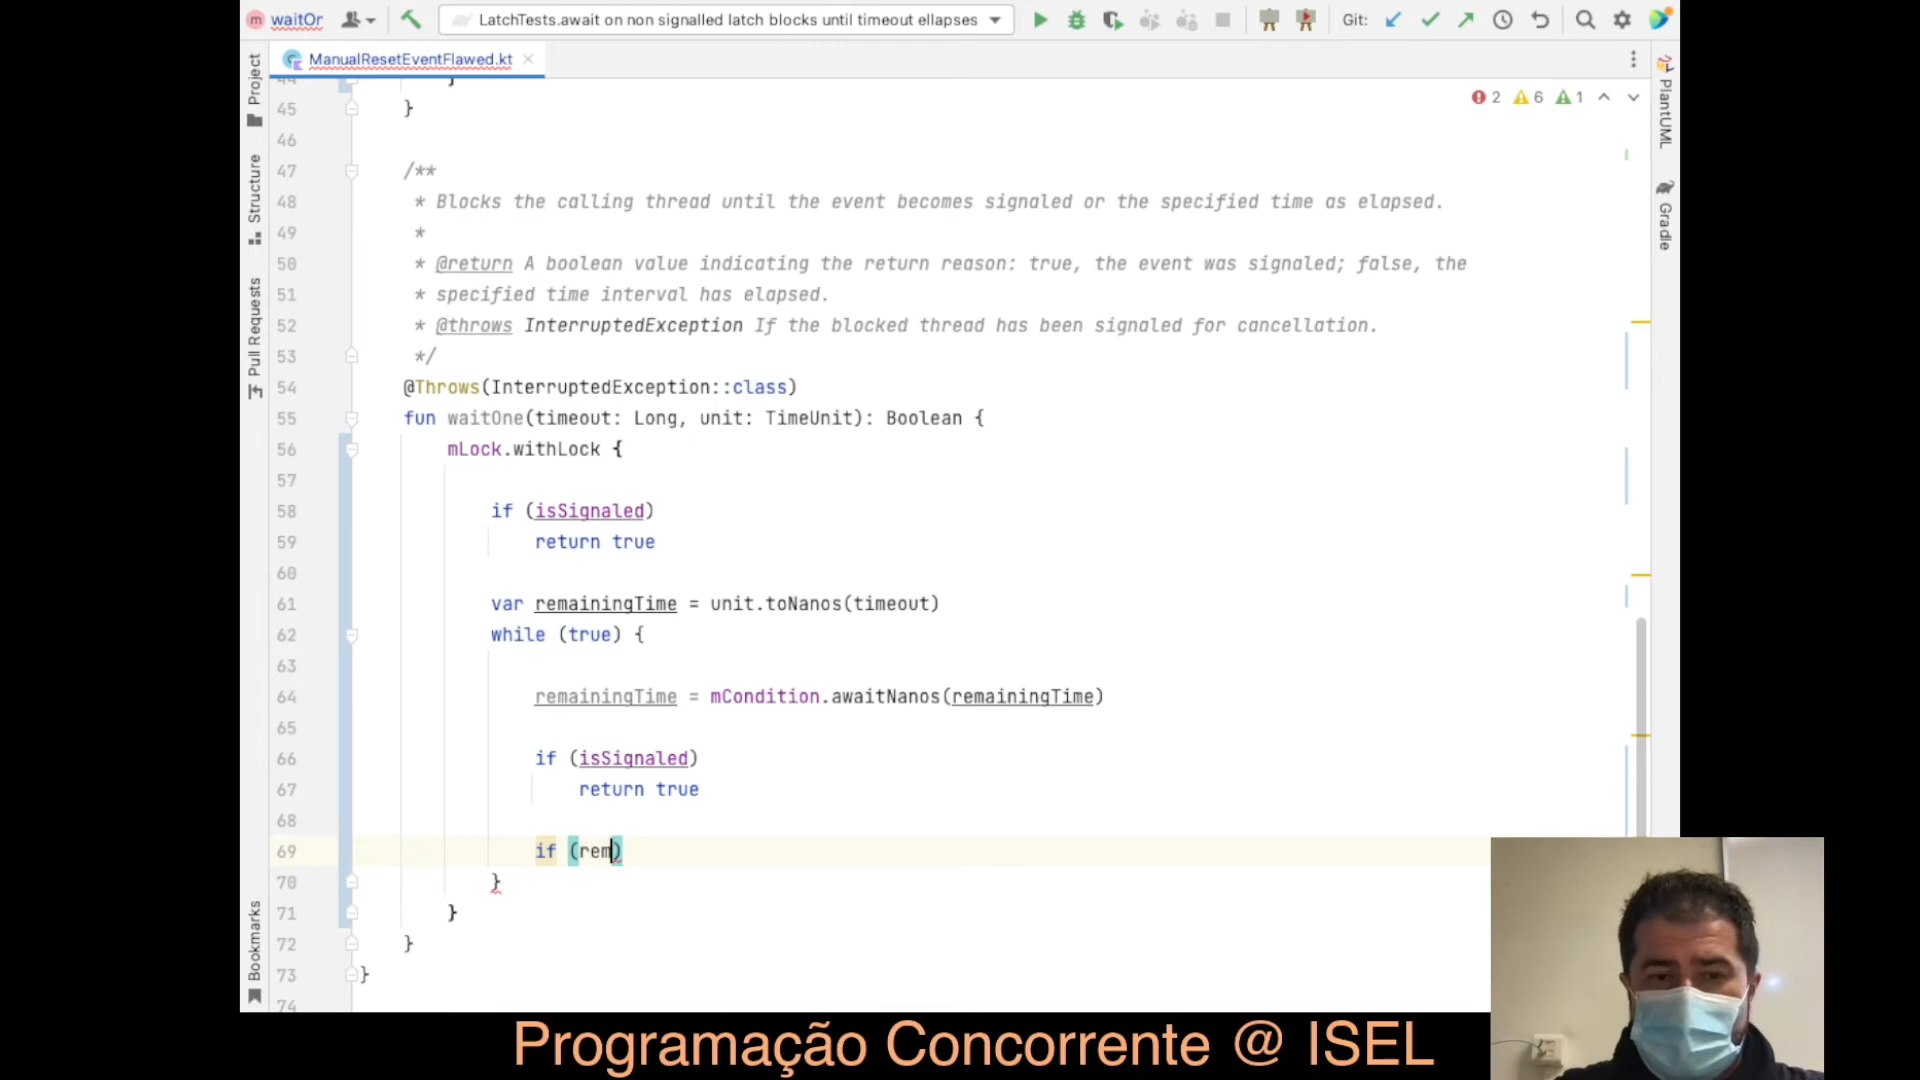 waitOr
LatchTests.await on non signalled latch blocks until timeout ellapses
Git:
ManualResetEventFlawed.kt
Project
Structure
Pull Requests
Bookmarks
PlantUML
Gradle
2 6 1
44 }
45 }
46
47 /**
48 * Blocks the calling thread until the event becomes signaled or the specified time as elapsed.
49 *
50 * @return A boolean value indicating the return reason: true, the event was signaled; false, the
51 * specified time interval has elapsed.
52 * @throws InterruptedException If the blocked thread has been signaled for cancellation.
53 */
54 @Throws(InterruptedException::class)
55 fun waitOne(timeout: Long, unit: TimeUnit): Boolean {
56 mLock.withLock {
57
58 if (isSignaled)
59 return true
60
61 var remainingTime = unit.toNanos(timeout)
62 while (true) {
63
64 remainingTime = mCondition.awaitNanos(remainingTime)
65
66 if (isSignaled)
67 return true
68
69 if (rem)
70 }
71 }
72 }
73 }
74
Programação Concorrente @ ISEL